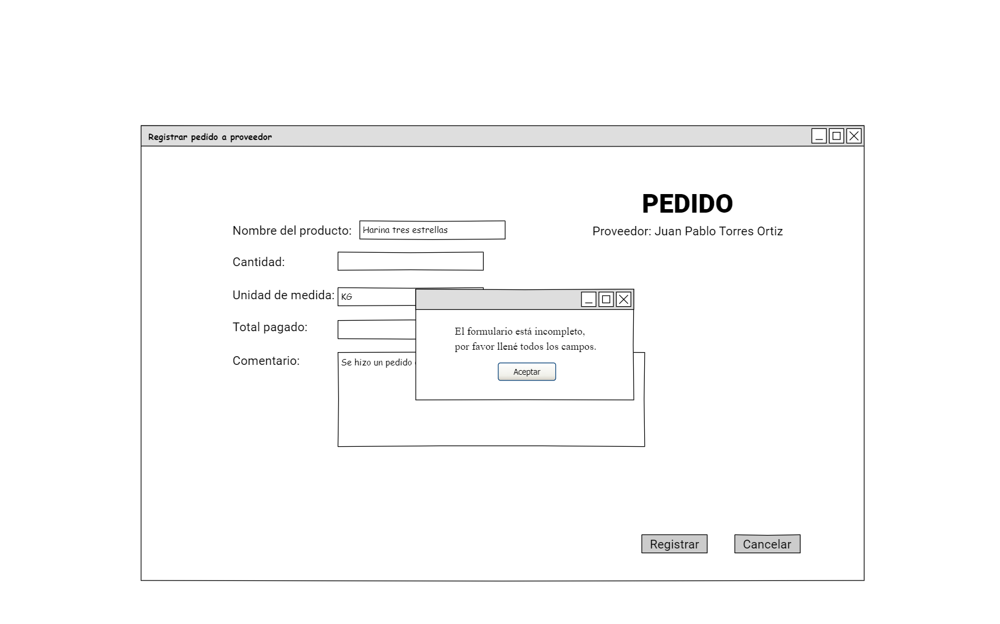 Registrar pedido a proveedor
PEDIDO
Proveedor: Juan Pablo Torres Ortiz
Nombre del producto: Harina tres estrellas
Cantidad:
Unidad de medida: KG
Total pagado:
Comentario: Se hizo un pedido
El formulario está incompleto,
por favor llené todos los campos.
Aceptar
Registrar Cancelar